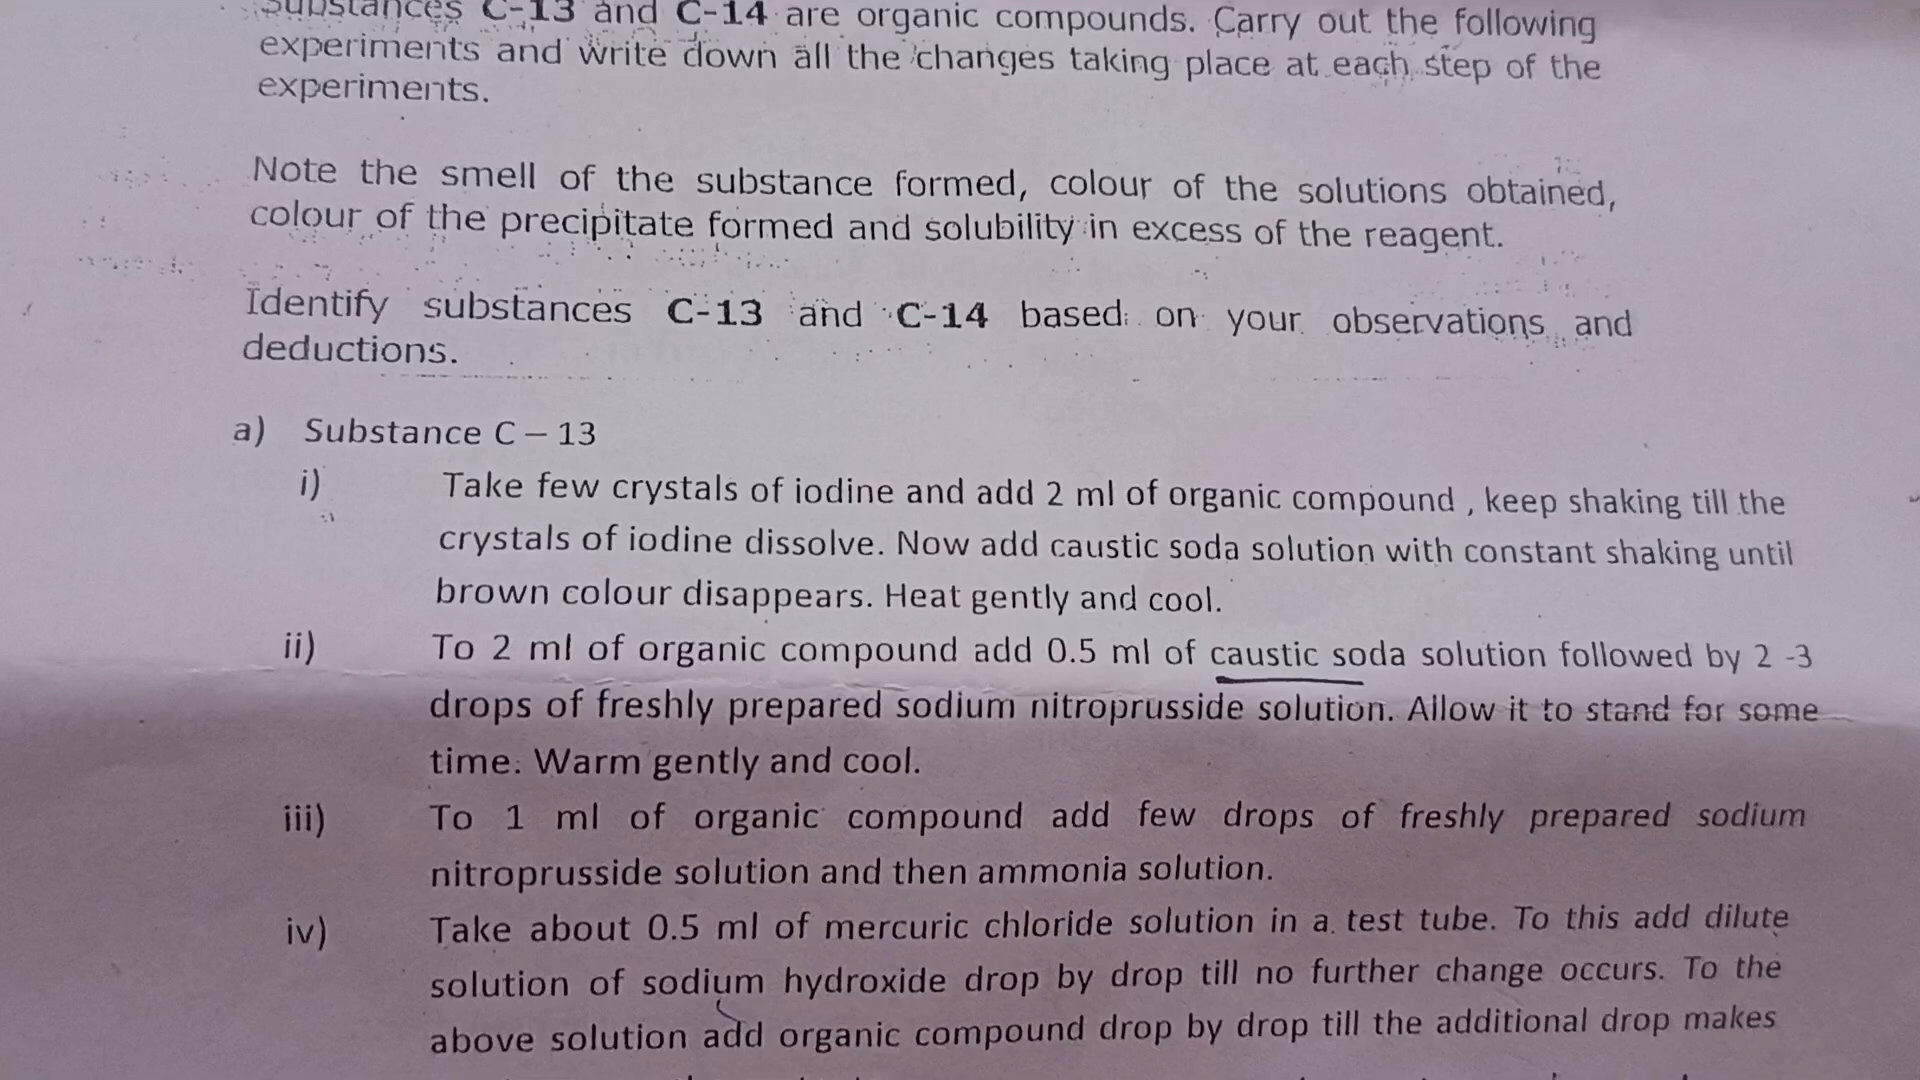 Substances C-13 and C-14 are organic compounds. Carry out the following
experiments and write down all the changes taking place at each step of the
experiments.
Note the smell of the substance formed, colour of the solutions obtained,
colour of the precipitate formed and solubility in excess of the reagent.
Identify substances C-13 and C-14 based on your observations and
deductions.
a) Substance C – 13
i) Take few crystals of iodine and add 2 ml of organic compound , keep shaking till the
crystals of iodine dissolve. Now add caustic soda solution with constant shaking until
brown colour disappears. Heat gently and cool.
ii) To 2 ml of organic compound add 0.5 ml of caustic soda solution followed by 2 -3
drops of freshly prepared sodium nitroprusside solution. Allow it to stand for some
time. Warm gently and cool.
iii) To 1 ml of organic compound add few drops of freshly prepared sodium
nitroprusside solution and then ammonia solution.
iv) Take about 0.5 ml of mercuric chloride solution in a test tube. To this add dilute
solution of sodium hydroxide drop by drop till no further change occurs. To the
above solution add organic compound drop by drop till the additional drop makes